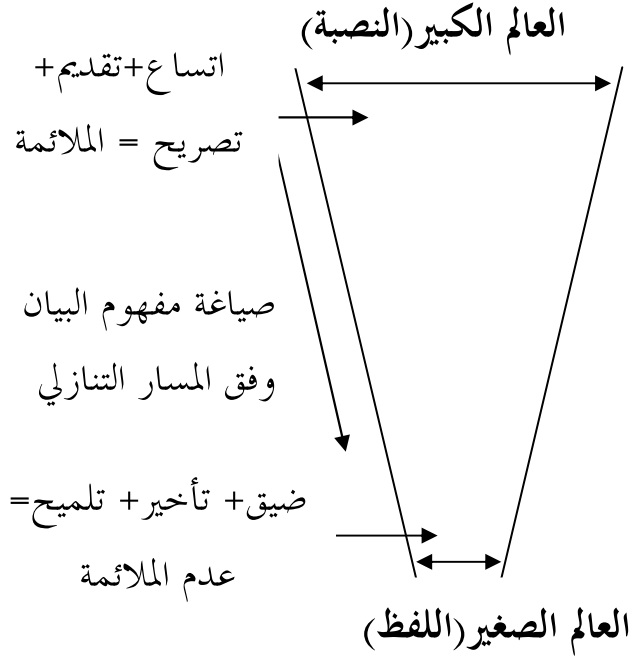 العالم الكبير(النصبة)
اتساع+تقديم+
تصريح = الملائمة
صياغة مفهوم البيان
وفق المسار التنازلي
ضيق+ تأخير+ تلميح=
عدم الملائمة
العالم الصغير(اللفظ)